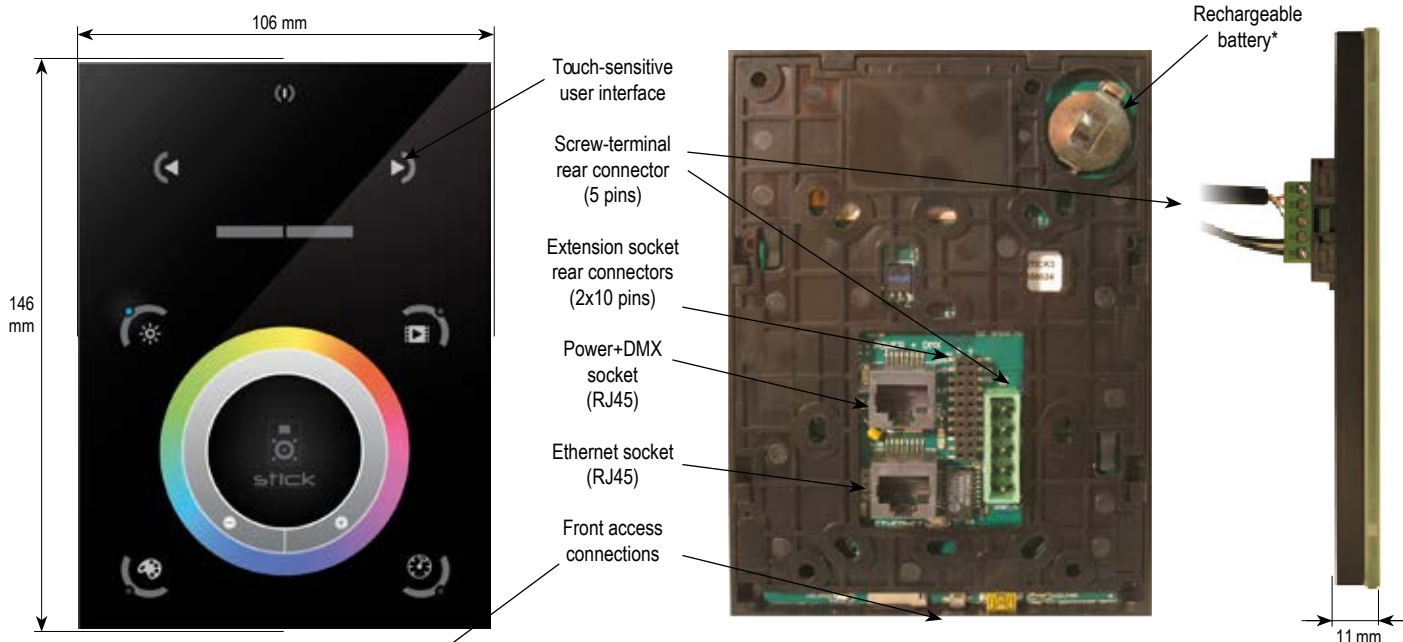 106 mm
146
mm
Touch-sensitive
user interface
Screw-terminal
rear connector
(5 pins)
Extension socket
rear connectors
(2x10 pins)
Power+DMX
socket
(RJ45)
Ethernet socket
(RJ45)
Front access
connections
stick
+ DMX
Rechargeable
battery*
11 mm